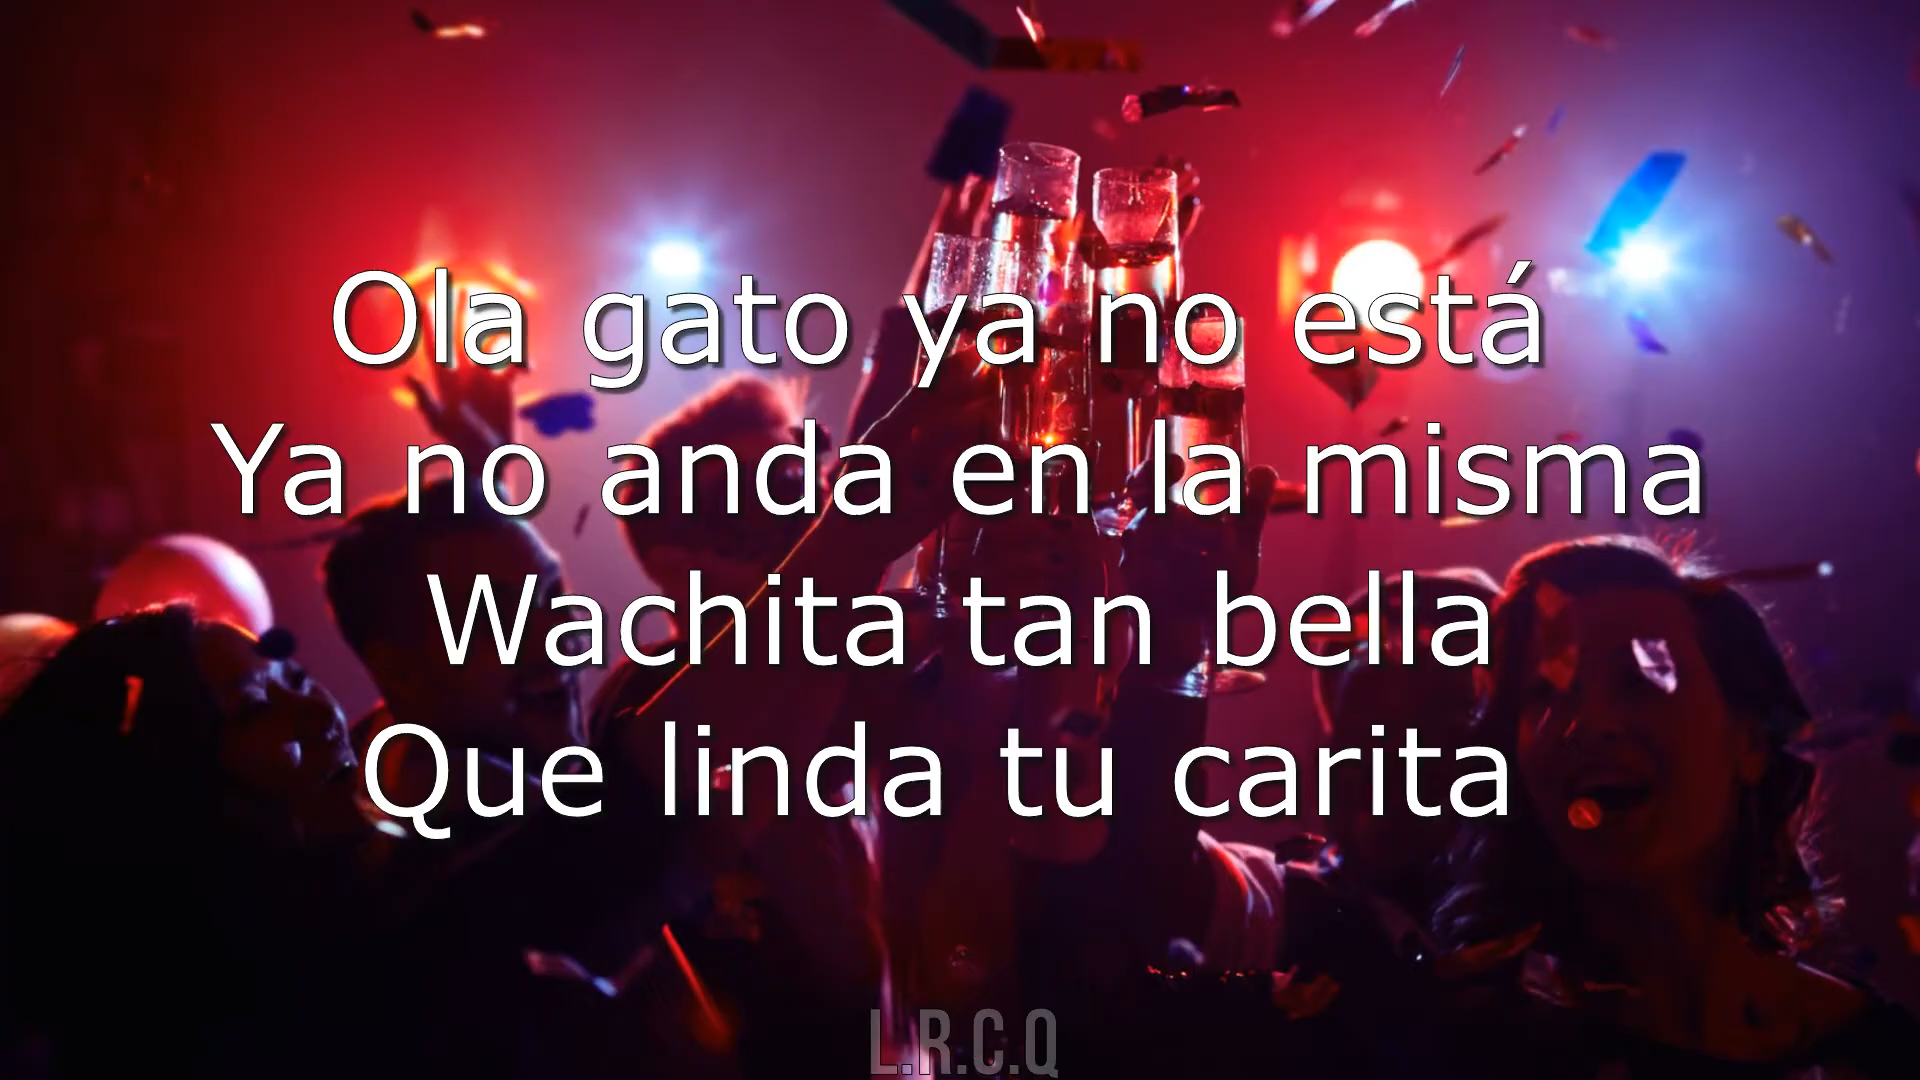 Ola gato ya no está
Ya no anda en la misma
Wachita tan bella
Que linda tu carita
L.R.C.Q